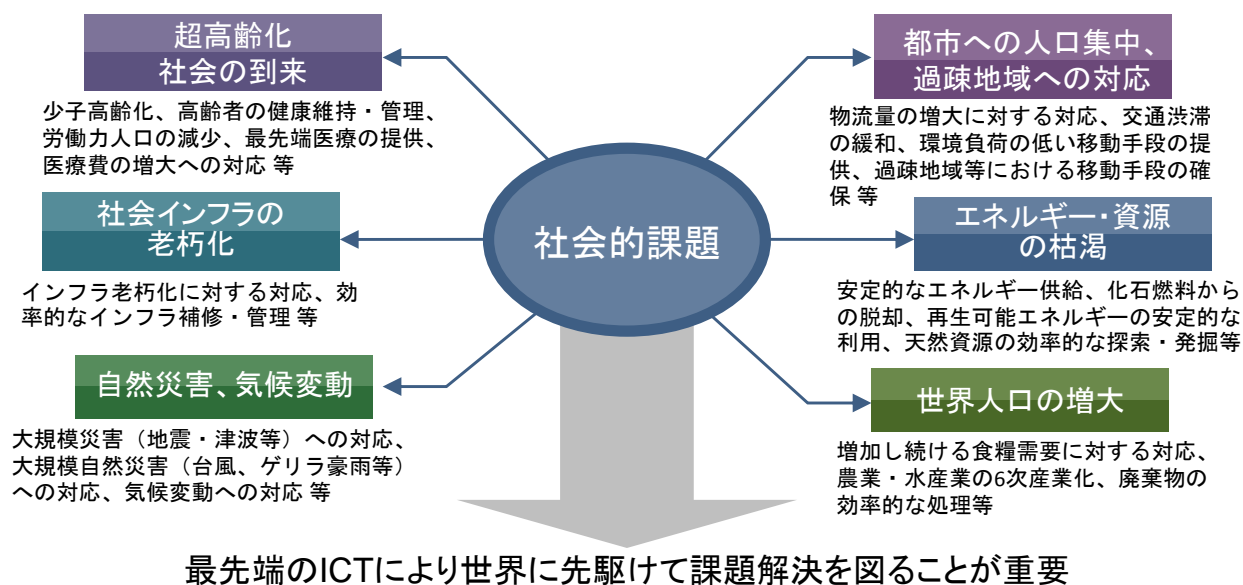 超高齢化
社会の到来
少子高齢化、高齢者の健康維持・管理、
労働力人口の減少、最先端医療の提供、
医療費の増大への対応 等
社会インフラの
老朽化
インフラ老朽化に対する対応、効
率的なインフラ補修・管理 等
自然災害、気候変動
大規模災害（地震・津波等）への対応、
大規模自然災害（台風、ゲリラ豪雨等）
への対応、気候変動への対応 等
社会的課題
都市への人口集中、
過疎地域への対応
物流量の増大に対する対応、交通渋滞
の緩和、環境負荷の低い移動手段の提
供、過疎地域等における移動手段の確
保 等
エネルギー・資源
の枯渇
安定的なエネルギー供給、化石燃料から
の脱却、再生可能エネルギーの安定的な
利用、天然資源の効率的な探索・発掘等
世界人口の増大
増加し続ける食糧需要に対する対応、
農業・水産業の6次産業化、廃棄物の
効率的な処理等
最先端のICTにより世界に先駆けて課題解決を図ることが重要